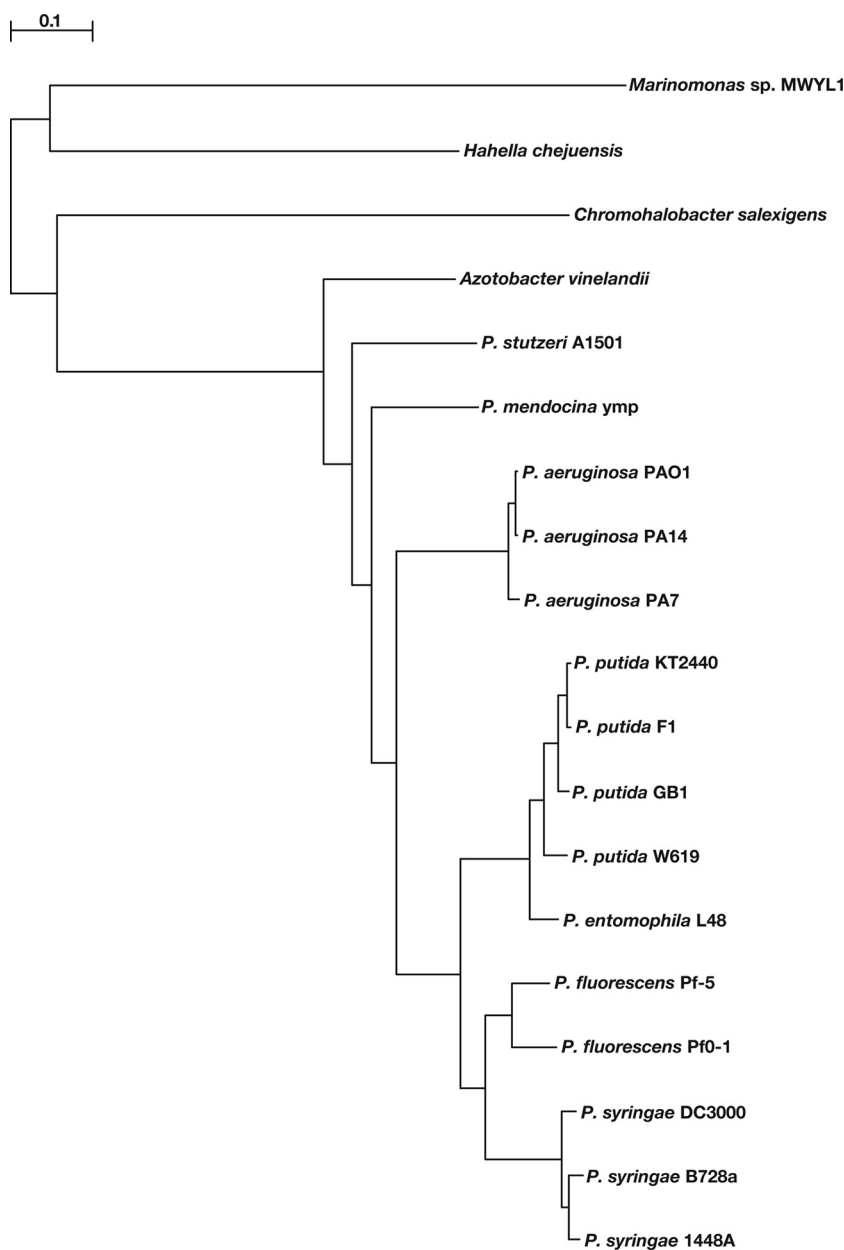 0.1
Marinomonas sp. MWYL1
Hahella chejuensis
Chromohalobacter salexigens
Azotobacter vinelandii
P. stutzeri A1501
P. mendocina ymp
P. aeruginosa PAO1
P. aeruginosa PA14
P. aeruginosa PA7
P. putida KT2440
P. putida F1
P. putida GB1
P. putida W619
P. entomophila L48
P. fluorescens Pf-5
P. fluorescens Pf0-1
P. syringae DC3000
P. syringae B728a
P. syringae 1448A